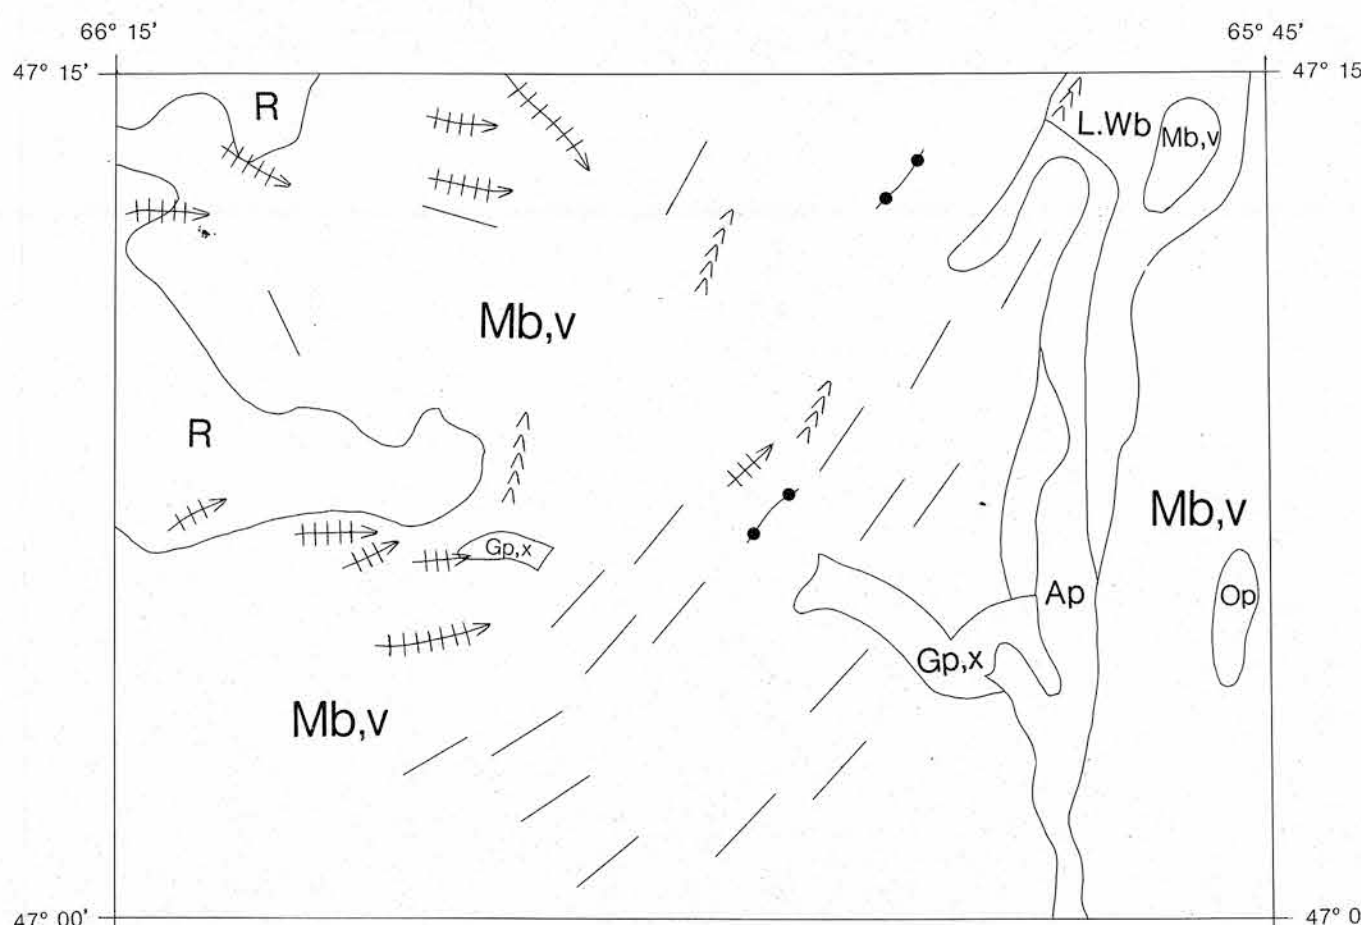 66° 15'
65° 45'
47° 15'
47° 15
R
L.Wb
Mb,v
Mb,v
R
Mb,v
Gp,x
Ap
Op
Gp,x
Mb,v
47° 00'
47° 0